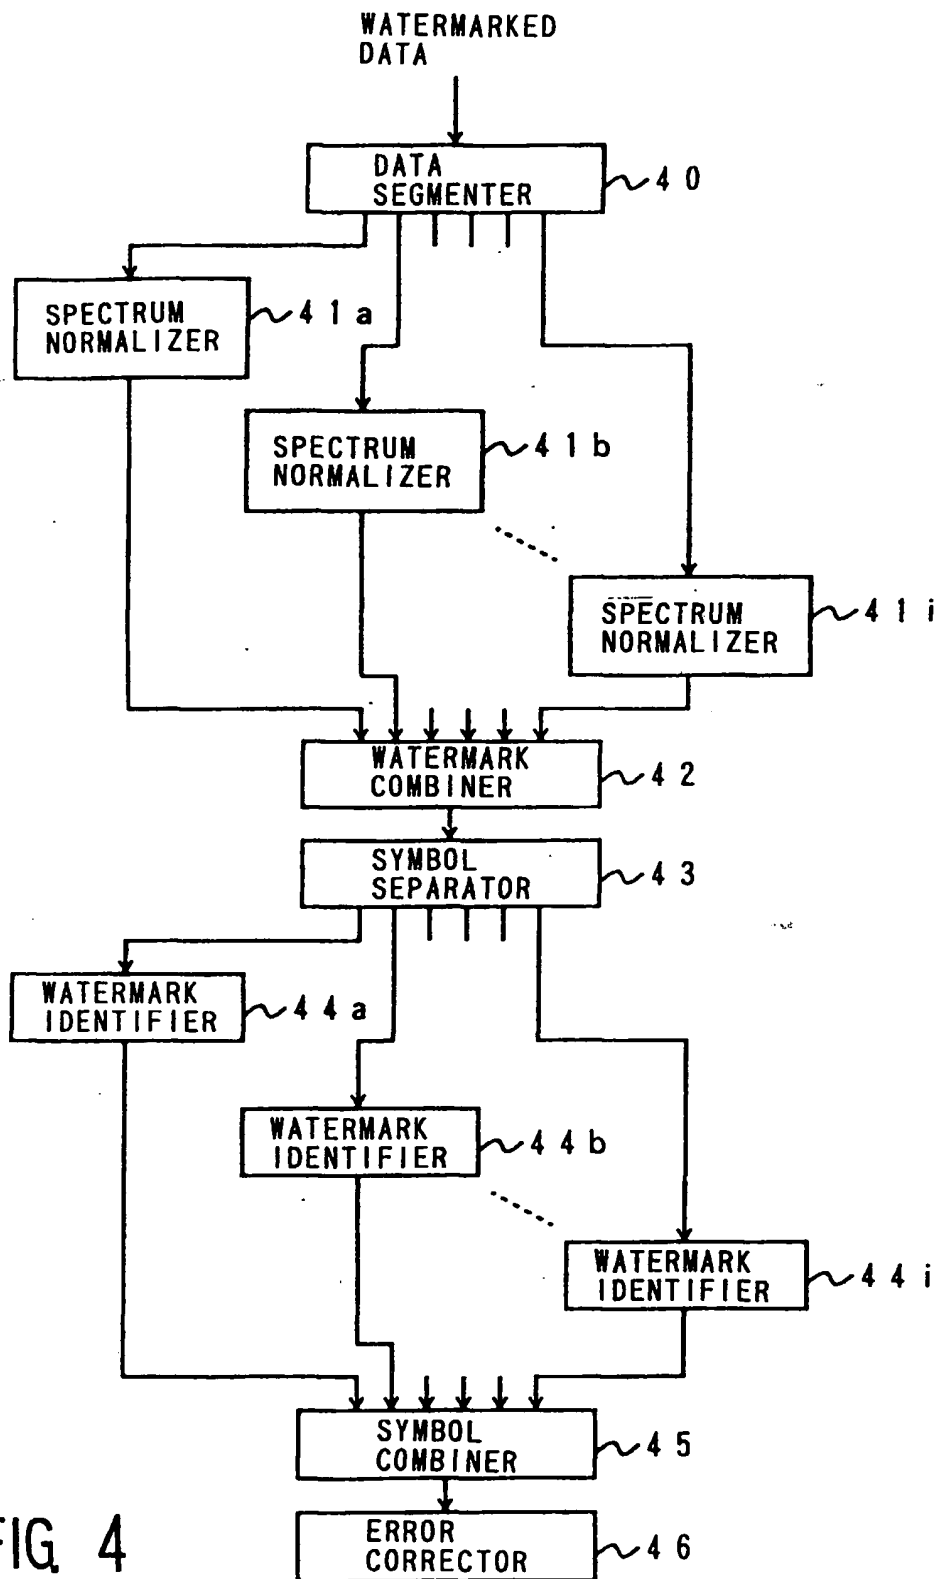 WATERMARKED
DATA
DATA
SEGMENTER
40
SPECTRUM
NORMALIZER
41a
SPECTRUM
NORMALIZER
41b
SPECTRUM
NORMALIZER
41i
WATERMARK
COMBINER
42
SYMBOL
SEPARATOR
43
WATERMARK
IDENTIFIER
44a
WATERMARK
IDENTIFIER
44b
WATERMARK
IDENTIFIER
44i
SYMBOL
COMBINER
45
ERROR
CORRECTOR
46
FIG. 4